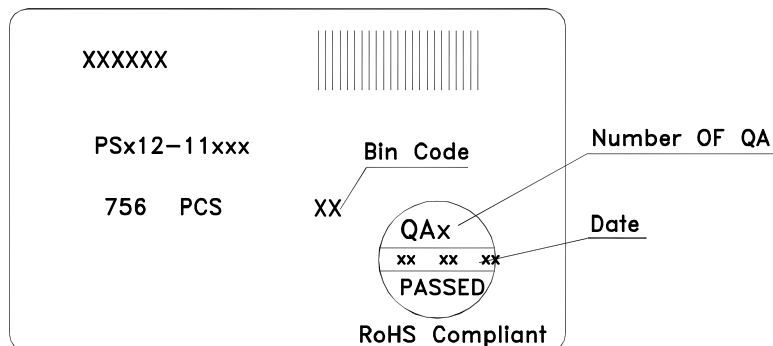 XXXXXX
PSx12-11xxx
Bin Code
Number OF QA
756 PCS
XX
QAx
Date
xx xx xx
PASSED
RoHS Compliant